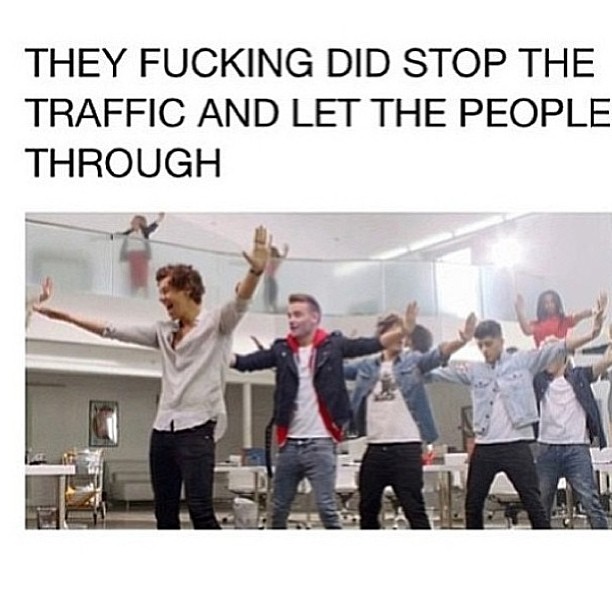 THEY FUCKING DID STOP THE
TRAFFIC AND LET THE PEOPLE
THROUGH